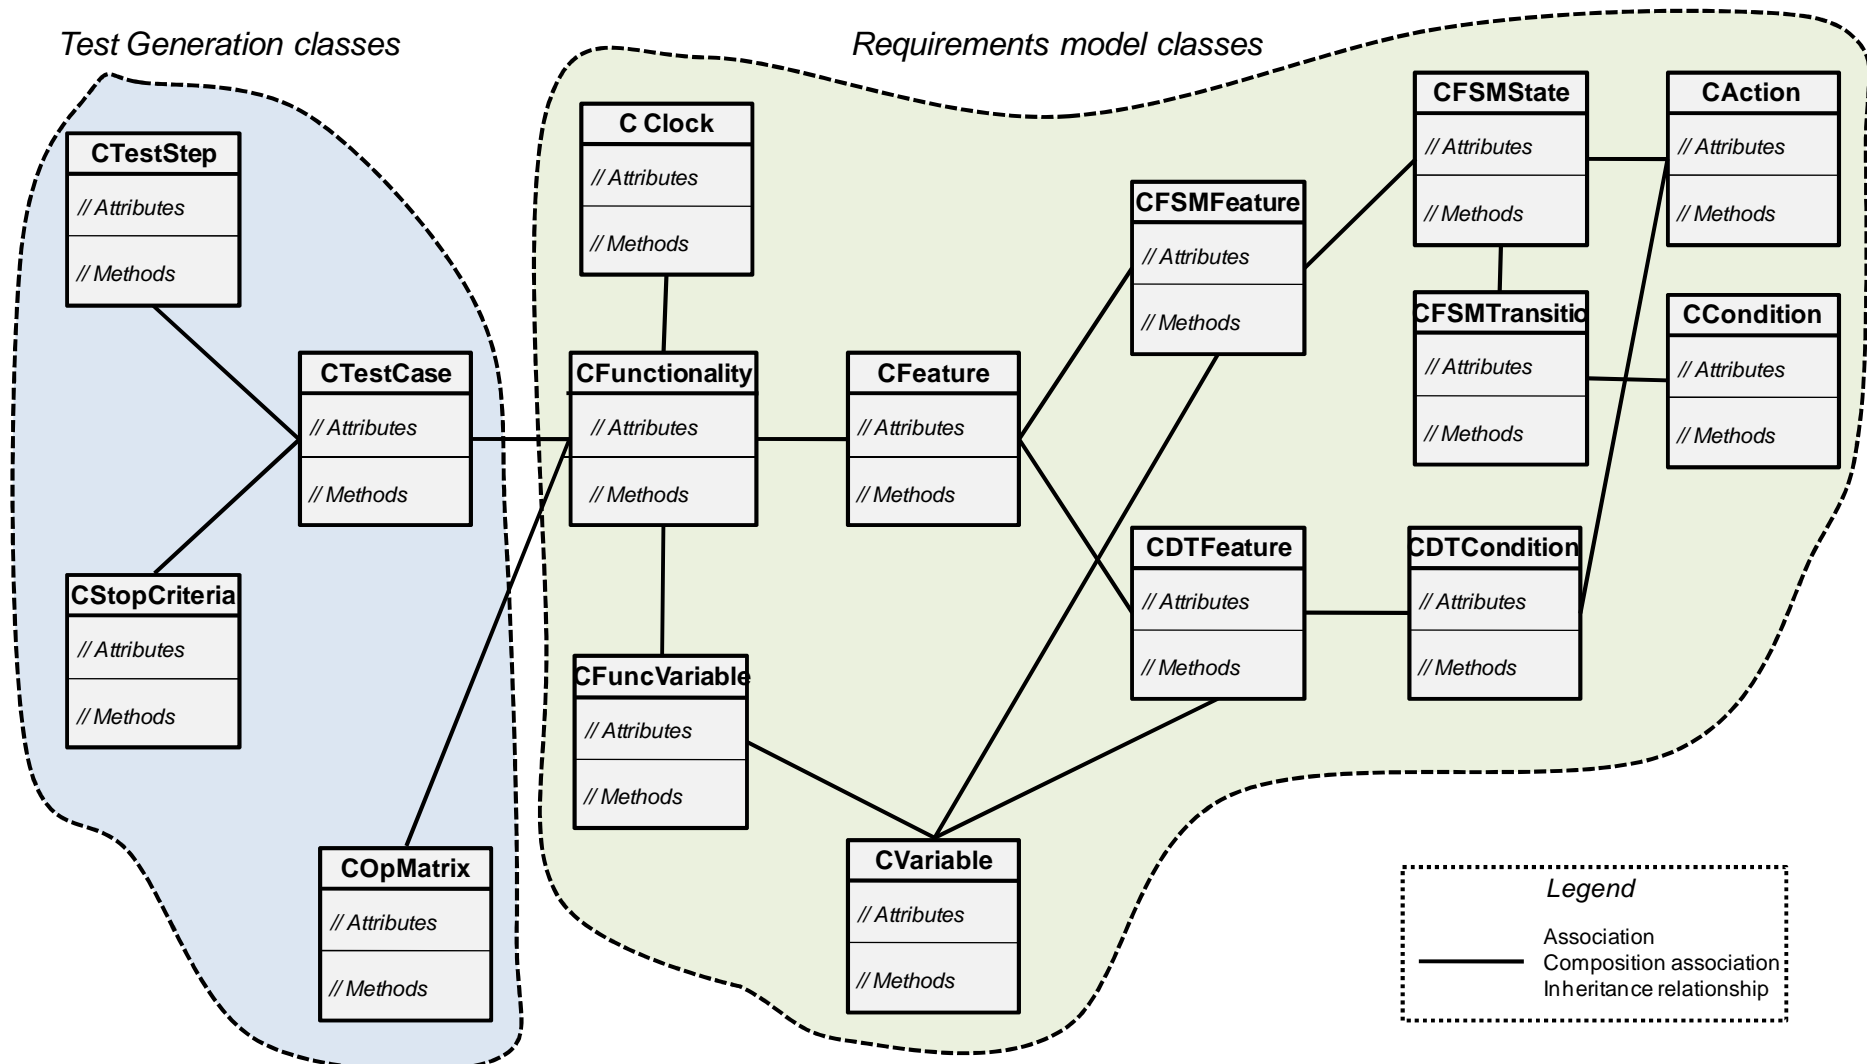 Test Generation classes
Requirements model classes
CTestStep
// Attributes
// Methods
CTestCase
// Attributes
// Methods
CStopCriteria
// Attributes
// Methods
COpMatrix
// Attributes
// Methods
C Clock
// Attributes
// Methods
CFunctionality
// Attributes
// Methods
CFuncVariable
// Attributes
// Methods
CFeature
// Attributes
// Methods
CVariable
// Attributes
// Methods
CFSMFeature
// Attributes
// Methods
CDTFeature
// Attributes
// Methods
CFSMState
// Attributes
// Methods
CFSMTransitio
// Attributes
// Methods
CDTCondition
// Attributes
// Methods
CAction
// Attributes
// Methods
CCondition
// Attributes
// Methods
Legend
Association
Composition association
Inheritance relationship